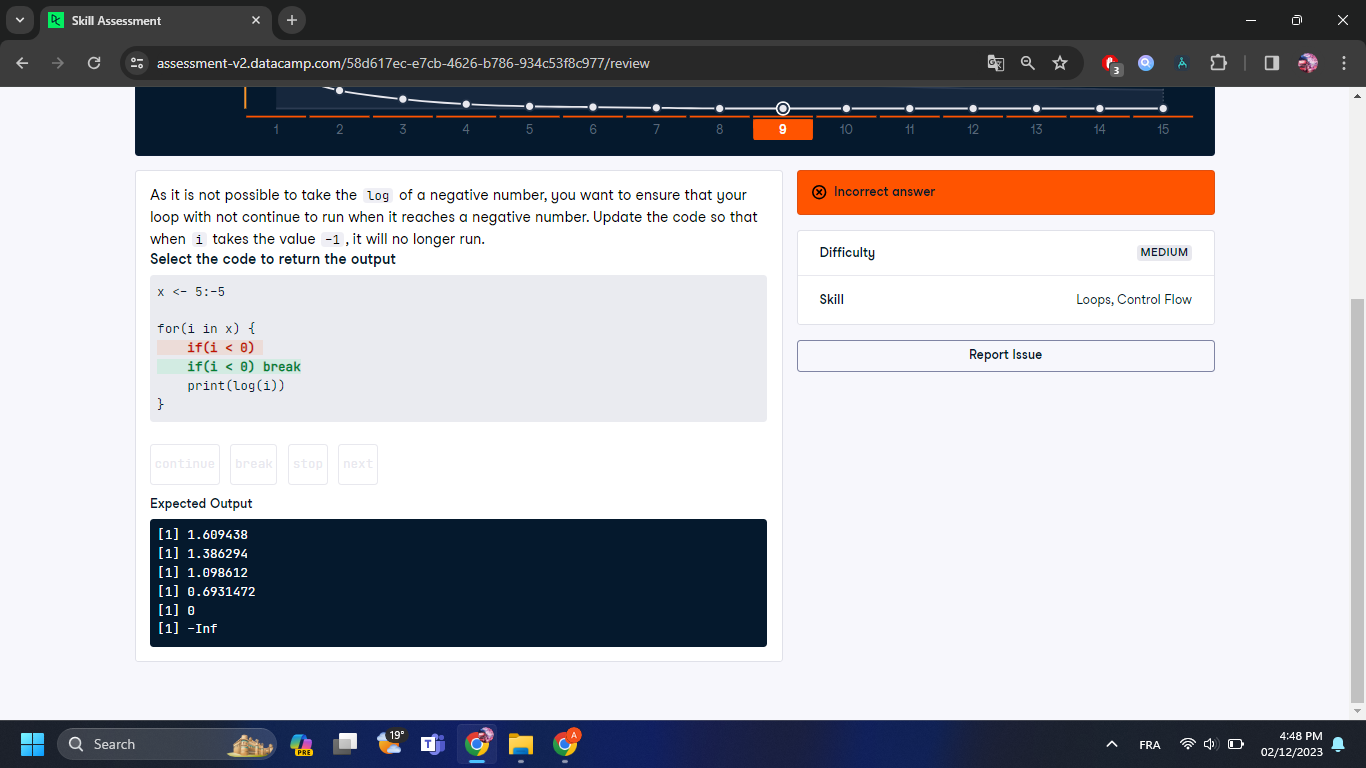 Skill Assessment
assessment-v2.datacamp.com/58d617ec-e7cb-4626-b786-934c53f8c977/review
3
1 2 3 4 5 6 7 8 9 10 11 12 13 14 15
As it is not possible to take the log of a negative number, you want to ensure that your
loop with not continue to run when it reaches a negative number. Update the code so that
when i takes the value -1, it will no longer run.
Select the code to return the output
x <- 5:-5
for(i in x) {
    if(i < 0)
    if(i < 0) break
    print(log(i))
}
continue break stop next
Expected Output
[1] 1.609438
[1] 1.386294
[1] 1.098612
[1] 0.6931472
[1] 0
[1] -Inf
Incorrect answer
Difficulty MEDIUM
Skill Loops, Control Flow
Report Issue
Search
PRE
19°
A
FRA
4:48 PM
02/12/2023